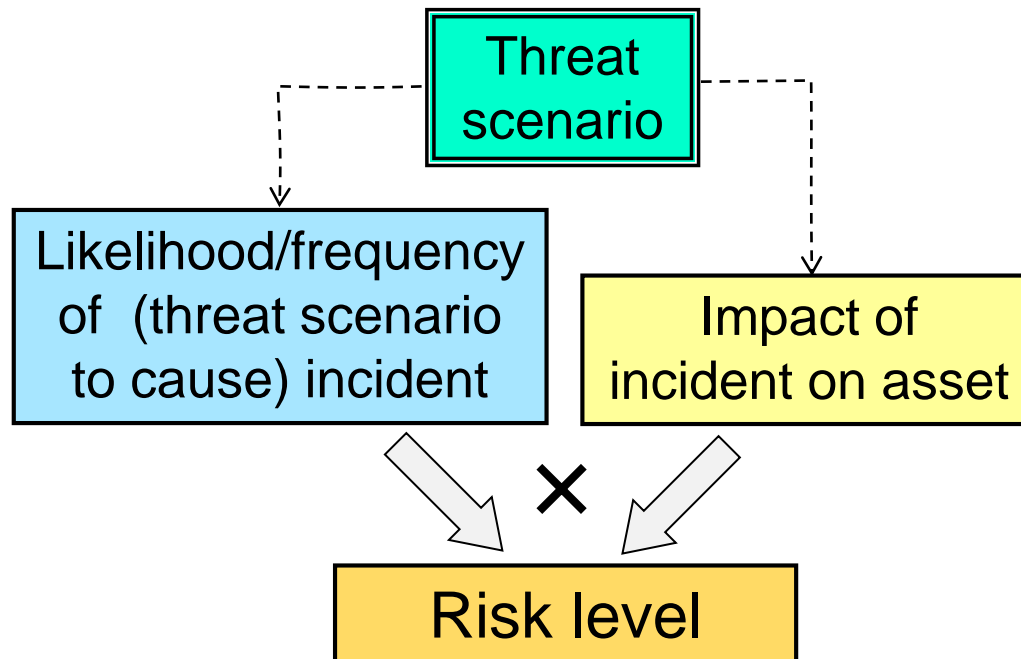 Threat
scenario
Likelihood/frequency
of (threat scenario
to cause) incident
Impact of
incident on asset
×
Risk level